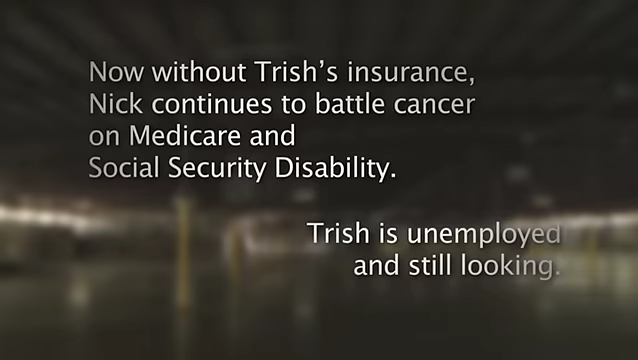 Now without Trish's insurance,
Nick continues to battle cancer
on Medicare and
Social Security Disability.
Trish is unemployed
and still looking.